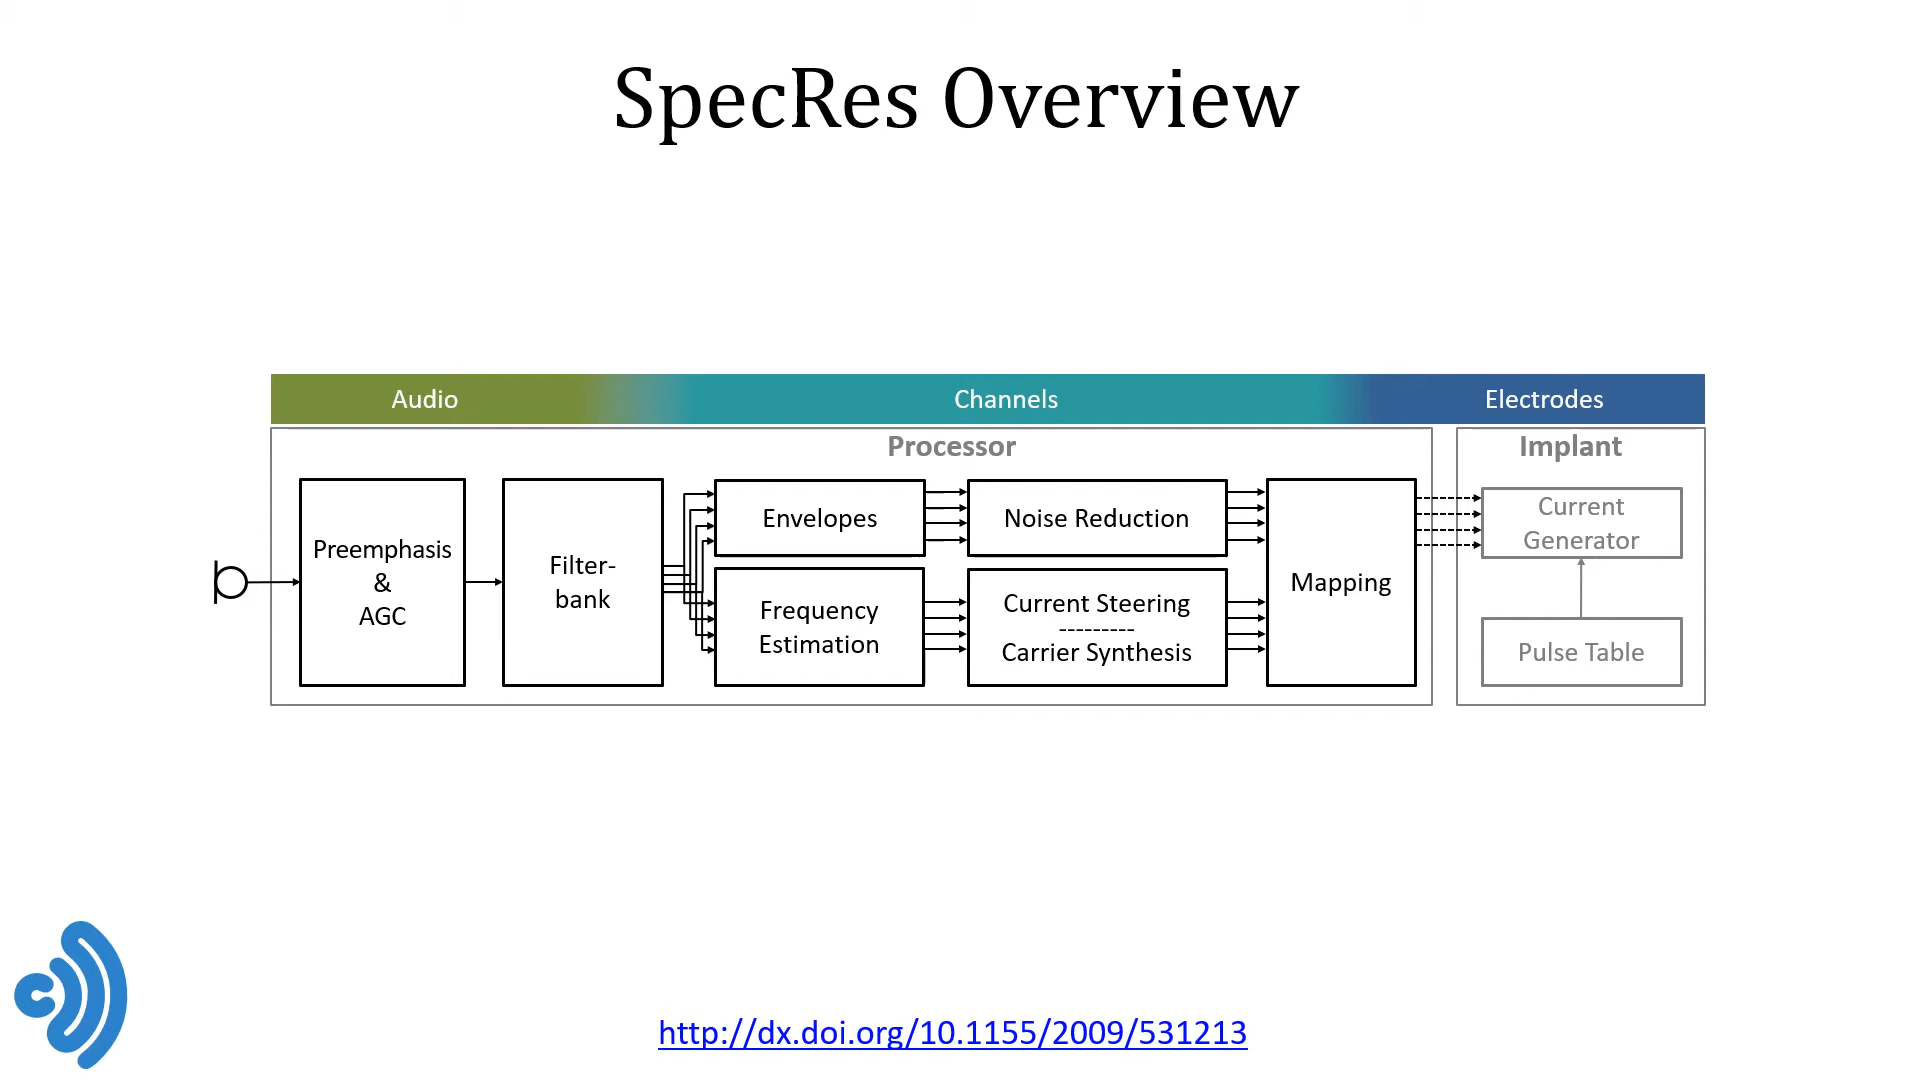 SpecRes Overview
Audio
Channels
Electrodes
Processor
Implant
Preemphasis
&
AGC
Filter-
bank
Envelopes
Noise Reduction
Frequency
Estimation
Current Steering
---------
Carrier Synthesis
Mapping
Current
Generator
Pulse Table
http://dx.doi.org/10.1155/2009/531213